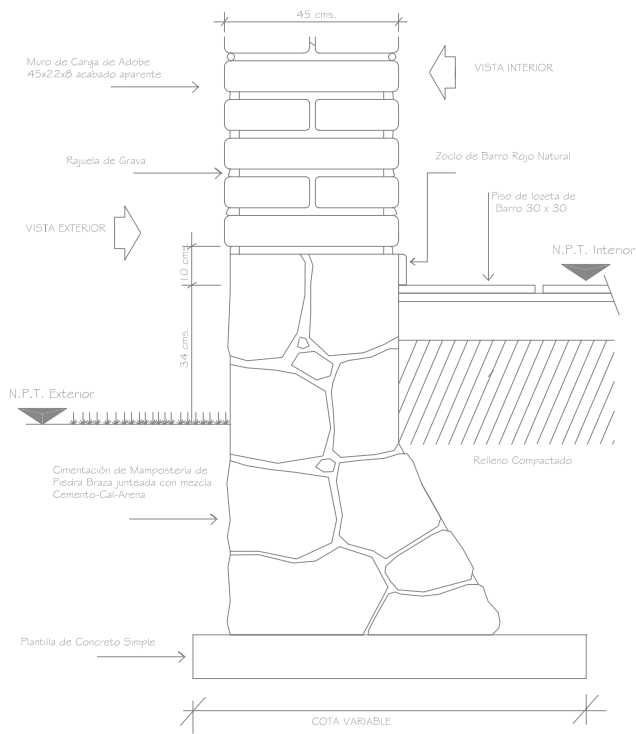 45 cms.
Muro de Carga de Adobe
45x22x8 acabado aparente
VISTA INTERIOR
Rajuela de Grava
Zoclo de Barro Rojo Natural
Piso de lozeta de
Barro 30 x 30
VISTA EXTERIOR
N.P.T. Interior
10 cms.
34 cms.
N.P.T. Exterior
Relleno Compactado
Cimentación de Mampostería de
Piedra Braza junteada con mezcla
Cemento-Cal-Arena
Plantilla de Concreto Simple
COTA VARIABLE